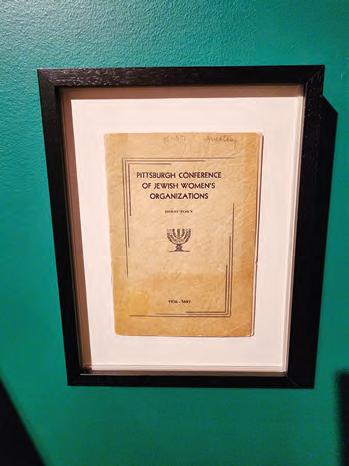 PITTSBURGH CONFERENCE
OF JEWISH WOMEN'S
ORGANIZATIONS
DIRECTORY